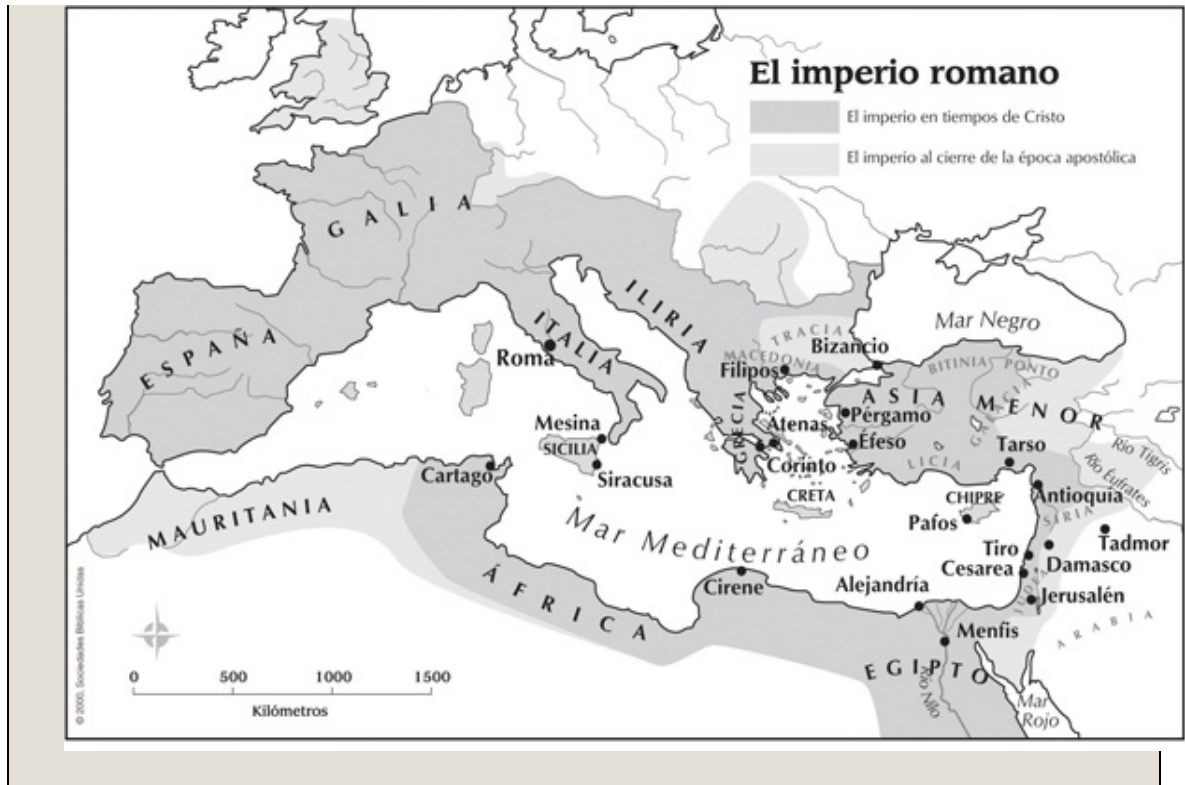 El imperio romano
El imperio en tiempos de Cristo
El imperio al cierre de la época apostólica
GALIA
ESPAÑA
ITALIA
Roma
ILIRIA
TRACIA
MACEDONIA
Filipos
Bizancio
Mar Negro
BITINIA
PONTO
ASIA MENOR
GALACIA
Pérgamo
GRECIA
Atenas
Éfeso
Corinto
LICIA
Tarso
Río Tigris
Río Éufrates
Mesina
SICILIA
Siracusa
Cartago
CRETA
CHIPRE
Pafos
Antioquía
SIRIA
Tadmor
Tiro
Damasco
Cesarea
JUDEA
Jerusalén
ARABIA
MAURITANIA
Mar Mediterráneo
ÁFRICA
Cirene
Alejandría
Menfis
EGIPTO
Río Nilo
Mar
Rojo
0 500 1000 1500
Kilómetros
© 2000, Sociedades Bíblicas Unidas